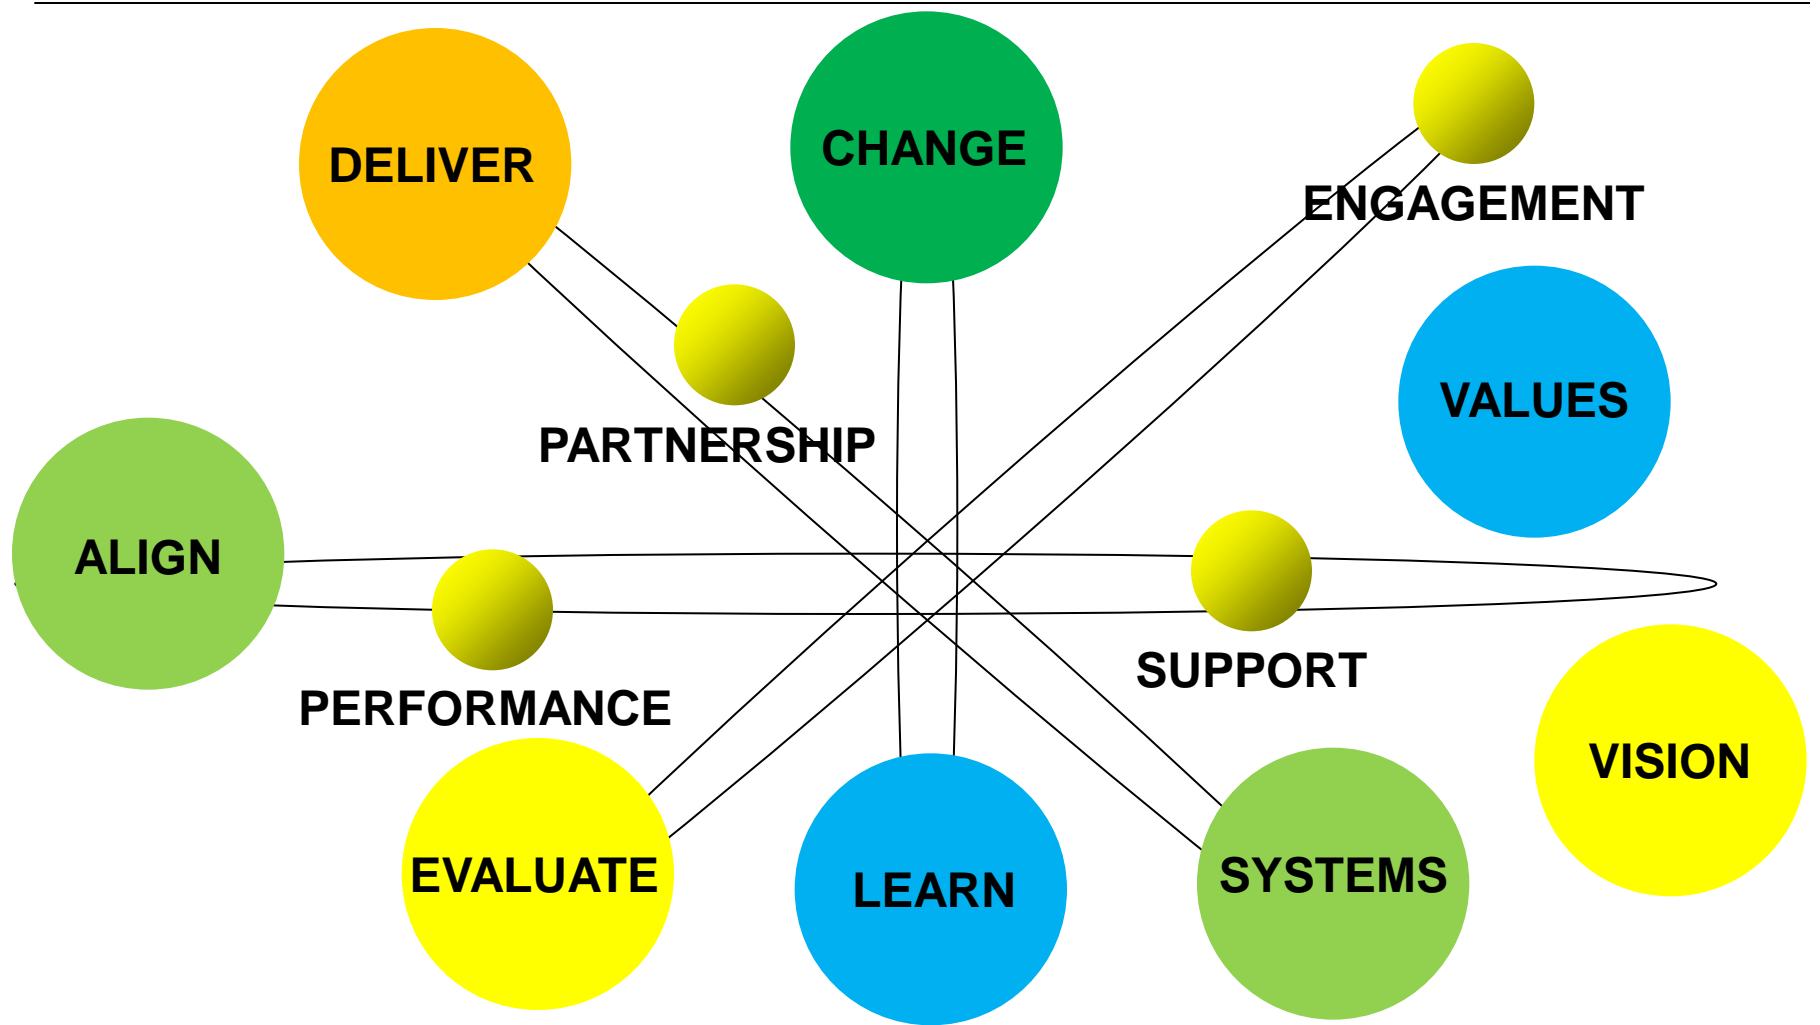 DELIVER
CHANGE
ENGAGEMENT
VALUES
PARTNERSHIP
ALIGN
SUPPORT
PERFORMANCE
VISION
EVALUATE
LEARN
SYSTEMS